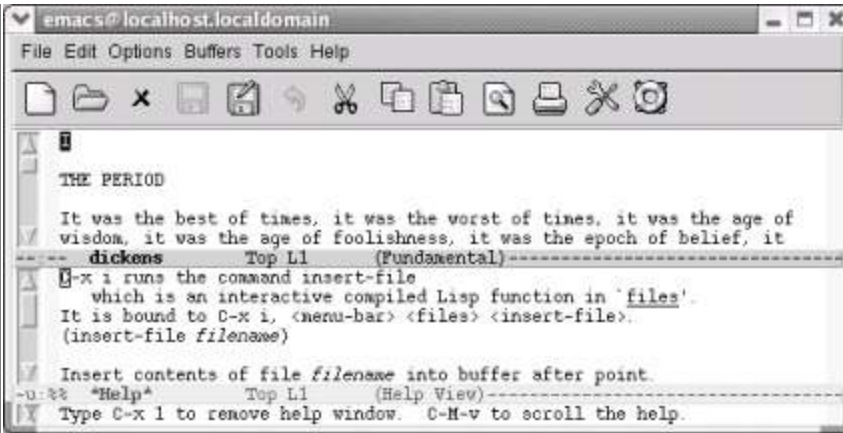 emacs@localhost.localdomain
File Edit Options Buffers Tools Help
I
THE PERIOD
It was the best of times, it was the worst of times, it was the age of
wisdom, it was the age of foolishness, it was the epoch of belief, it
--:-- dickens Top L1 (Fundamental)--------------------------------
C-x i runs the command insert-file
which is an interactive compiled Lisp function in `files'.
It is bound to C-x i, <menu-bar> <files> <insert-file>.
(insert-file filename)
Insert contents of file filename into buffer after point.
-u:%% *Help* Top L1 (Help View)----------------------------------
Type C-x 1 to remove help window. C-M-v to scroll the help.